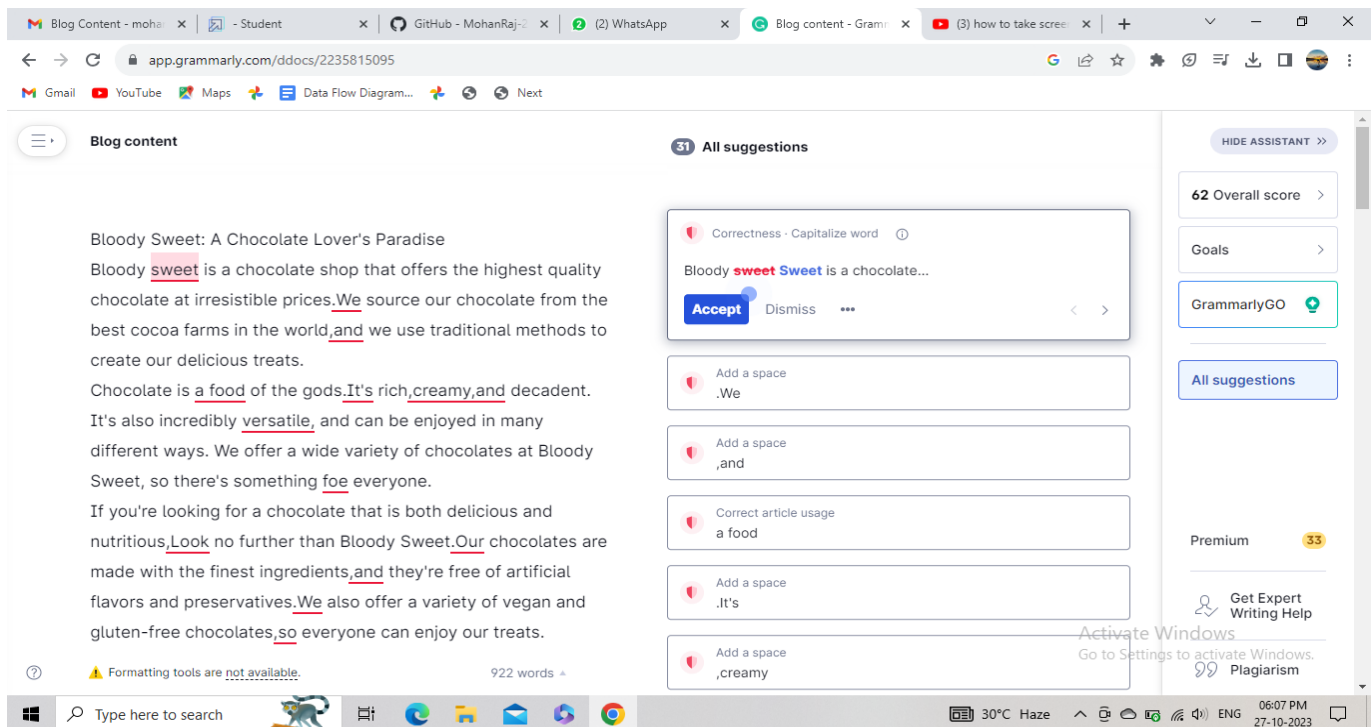 Blog Content - moha
- Student
GitHub - MohanRaj-2
(2) WhatsApp
Blog content - Gramm
(3) how to take scree
app.grammarly.com/ddocs/2235815095
Gmail
YouTube
Maps
Data Flow Diagram...
Next
Blog content
31 All suggestions
HIDE ASSISTANT
Bloody Sweet: A Chocolate Lover's Paradise
Bloody sweet is a chocolate shop that offers the highest quality
chocolate at irresistible prices.We source our chocolate from the
best cocoa farms in the world,and we use traditional methods to
create our delicious treats.
Chocolate is a food of the gods.It's rich,creamy,and decadent.
It's also incredibly versatile, and can be enjoyed in many
different ways. We offer a wide variety of chocolates at Bloody
Sweet, so there's something foe everyone.
If you're looking for a chocolate that is both delicious and
nutritious,Look no further than Bloody Sweet.Our chocolates are
made with the finest ingredients,and they're free of artificial
flavors and preservatives.We also offer a variety of vegan and
gluten-free chocolates,so everyone can enjoy our treats.
Formatting tools are not available.
922 words
Correctness · Capitalize word
Bloody sweet Sweet is a chocolate...
Accept
Dismiss
Add a space
.We
Add a space
,and
Correct article usage
a food
Add a space
.It's
Add a space
,creamy
62 Overall score
Goals
GrammarlyGO
All suggestions
Premium 33
Get Expert
Writing Help
Activate Windows
Go to Settings to activate Windows.
Plagiarism
Type here to search
30°C Haze
ENG
06:07 PM
27-10-2023